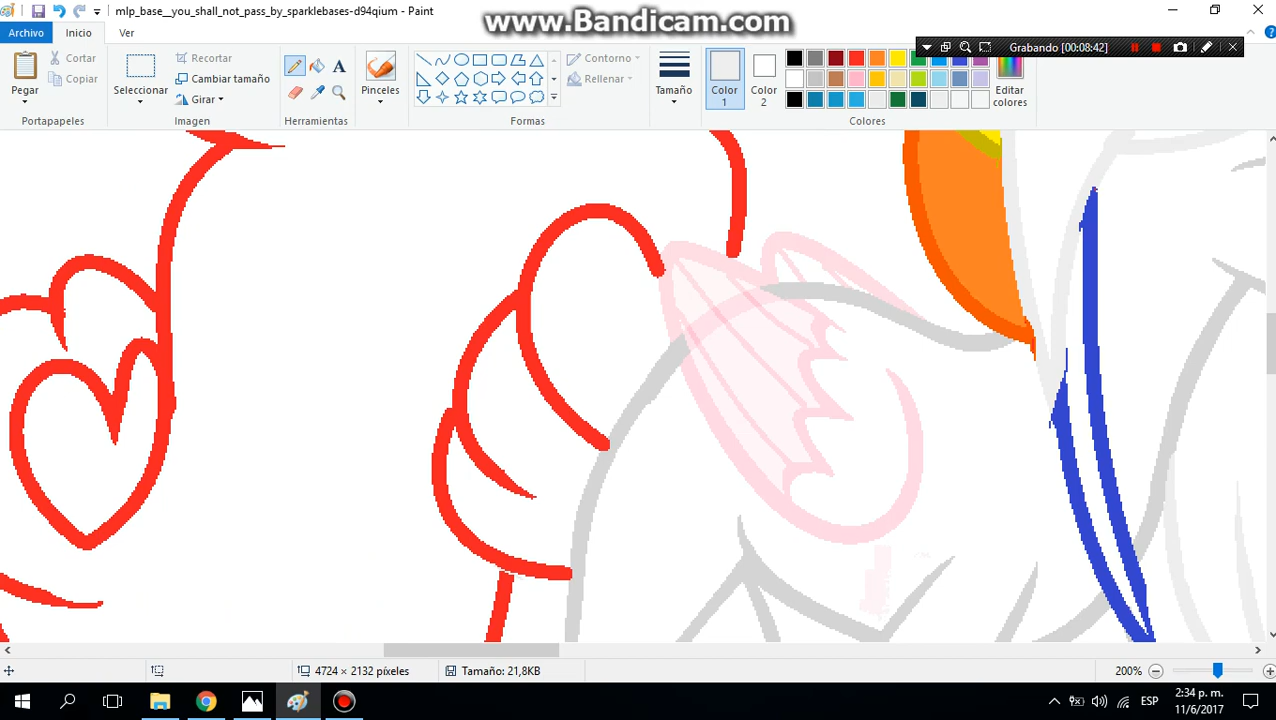 mlp_base__you_shall_not_pass_by_sparklebases-d94qium - Paint
www.Bandicam.com
Archivo
Inicio
Ver
Grabando [00:08:42]
Pegar
Cortar
Copiar
Portapapeles
Seleccionar
Recortar
Cambiar tamaño
Girar
Imagen
A
Herramientas
Pinceles
Contorno
Rellenar
Formas
Tamaño
Color
1
Color
2
Editar
colores
Colores
4724 × 2132 píxeles
Tamaño: 21,8KB
200%
ESP
2:34 p. m.
11/6/2017